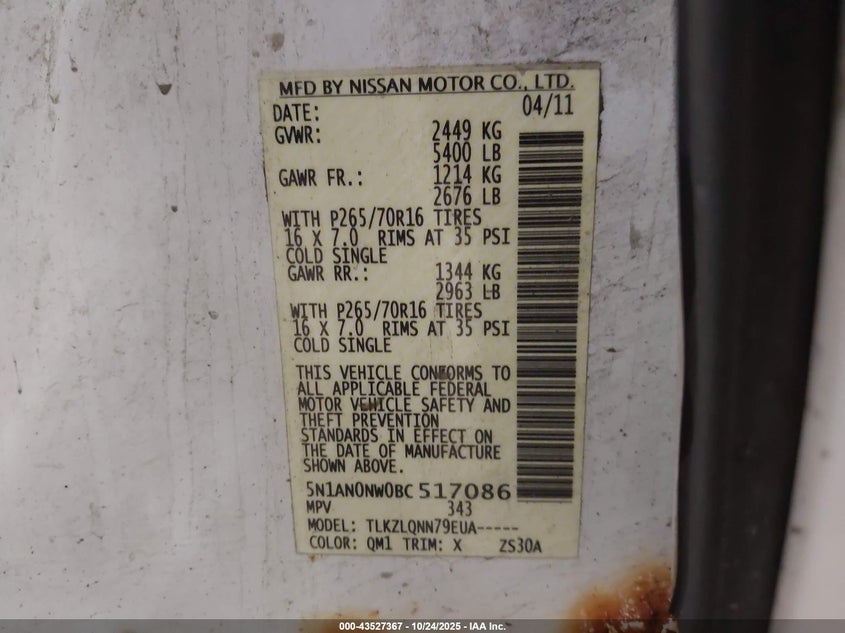 MFD BY NISSAN MOTOR CO., LTD.
DATE: 04/11
GVWR: 2449 KG
5400 LB
GAWR FR.: 1214 KG
2676 LB
WITH P265/70R16 TIRES
16 X 7.0 RIMS AT 35 PSI
COLD SINGLE
GAWR RR.: 1344 KG
2963 LB
WITH P265/70R16 TIRES
16 X 7.0 RIMS AT 35 PSI
COLD SINGLE
THIS VEHICLE CONFORMS TO
ALL APPLICABLE FEDERAL
MOTOR VEHICLE SAFETY AND
THEFT PREVENTION
STANDARDS IN EFFECT ON
THE DATE OF MANUFACTURE
SHOWN ABOVE.
5N1AN0NW0BC 517086
MPV 343
MODEL: TLKZLQNN79EUA-----
COLOR: QM1 TRIM: X ZS30A
000-43527367 - 10/24/2025 - IAA Inc.